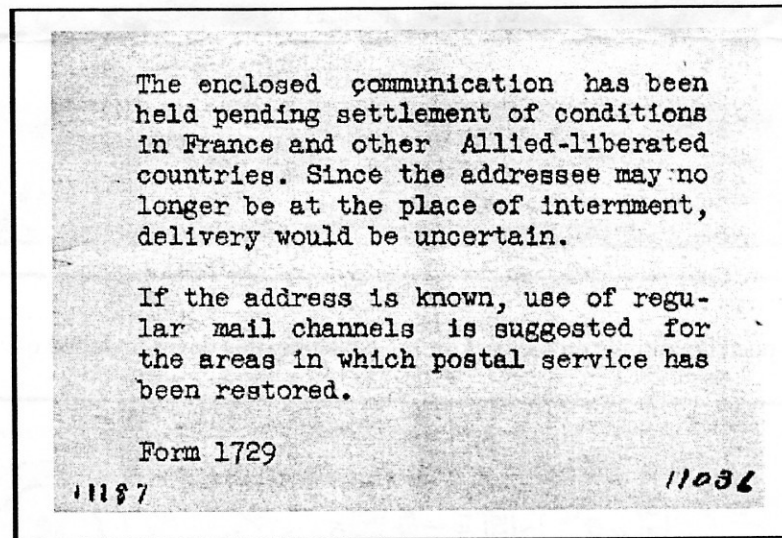 The enclosed communication has been
held pending settlement of conditions
in France and other Allied-liberated
countries. Since the addressee may no
longer be at the place of internment,
delivery would be uncertain.
If the address is known, use of regu-
lar mail channels is suggested for
the areas in which postal service has
been restored.
Form 1729
11187 11036